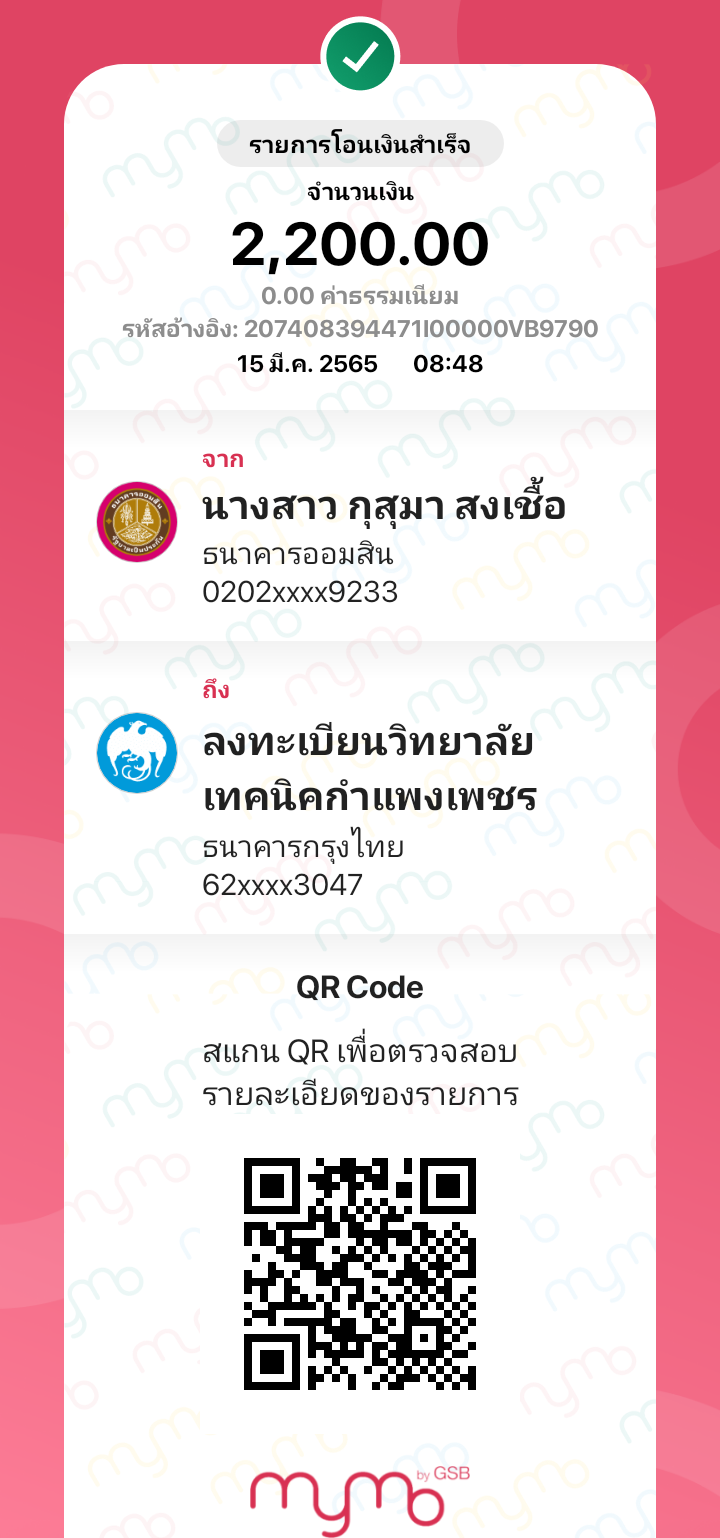 รายการโอนเงินสำเร็จ
จำนวนเงิน
2,200.00
0.00 ค่าธรรมเนียม
รหัสอ้างอิง: 207408394471I00000VB9790
15 มี.ค. 2565 08:48
จาก
นางสาว กุสุมา สงเชื้อ
ธนาคารออมสิน
0202xxxx9233
ถึง
ลงทะเบียนวิทยาลัย
เทคนิคกำแพงเพชร
ธนาคารกรุงไทย
62xxxx3047
QR Code
สแกน QR เพื่อตรวจสอบ
รายละเอียดของรายการ
mymo by GSB